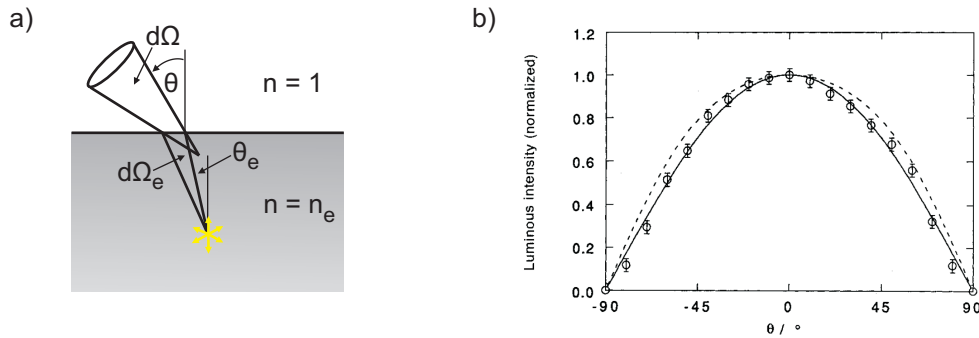 a)
dΩ
θ
n = 1
dΩe
θe
n = ne
b)
Luminous intensity (normalized)
1.2
1.0
0.8
0.6
0.4
0.2
0.0
-90
-45
0
45
90
θ / °